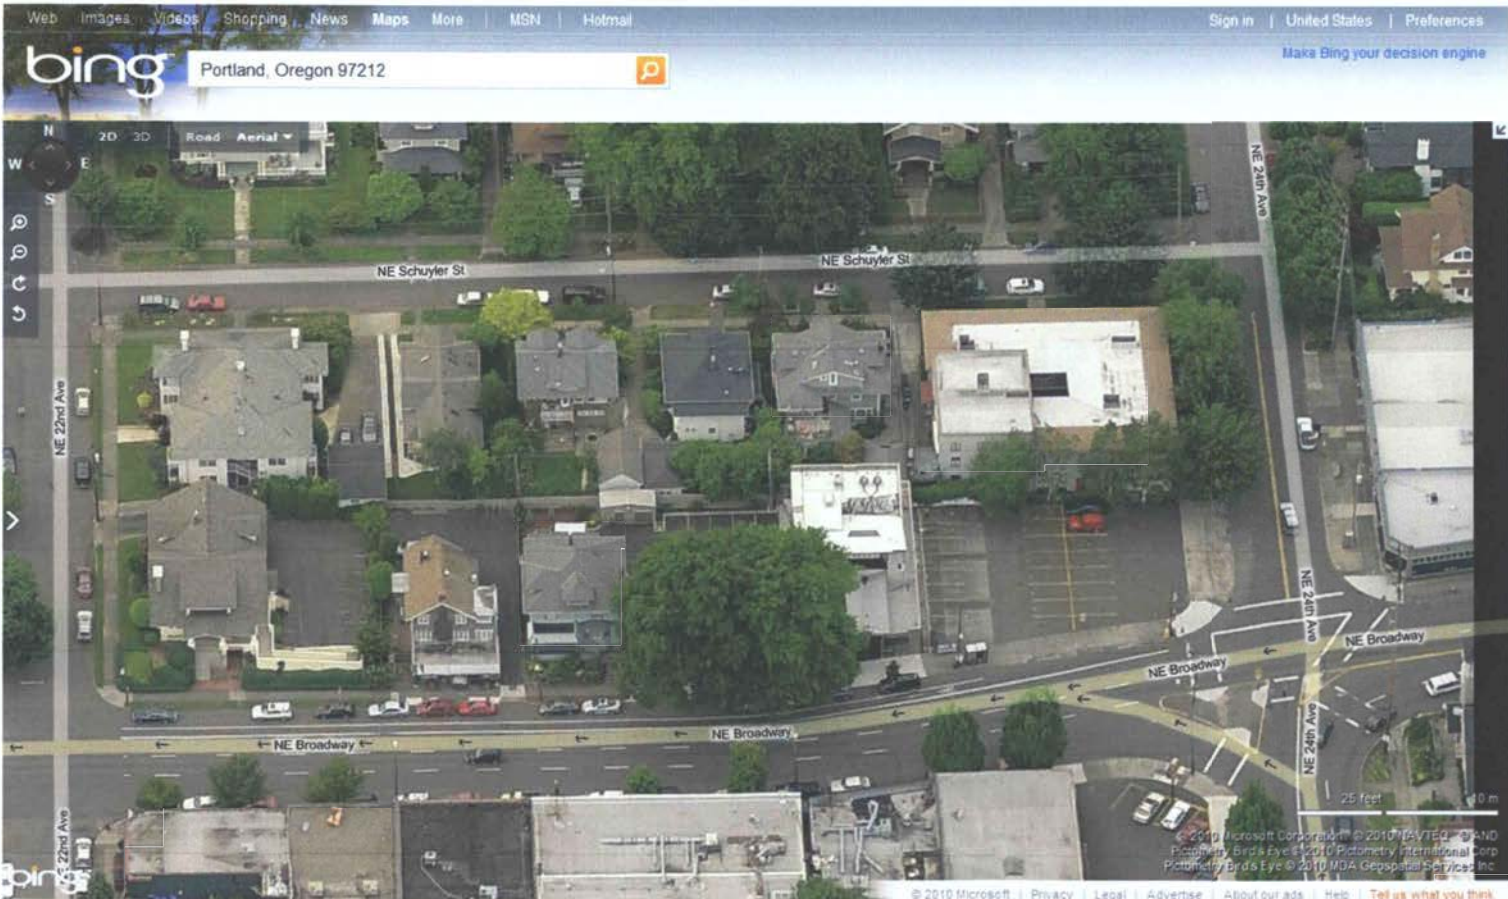 Web Images Videos Shopping News Maps More | MSN | Hotmail
Sign in | United States | Preferences
bing
Portland, Oregon 97212
Make Bing your decision engine
N
2D 3D Road Aerial
W E
S
NE 24th Ave
NE Schuyler St
NE Schuyler St
NE 22nd Ave
NE 24th Ave
NE Broadway
NE Broadway
NE Broadway
NE Broadway
NE 24th Ave
25 feet 10 m
22nd Ave
© 2010 Microsoft Corporation © 2010 NAVTEQ © AND
Pictometry Bird's Eye © 2010 Pictometry International Corp
Pictometry Bird's Eye © 2010 MDA Geospatial Services Inc
bing
© 2010 Microsoft | Privacy | Legal | Advertise | About our ads | Help | Tell us what you think